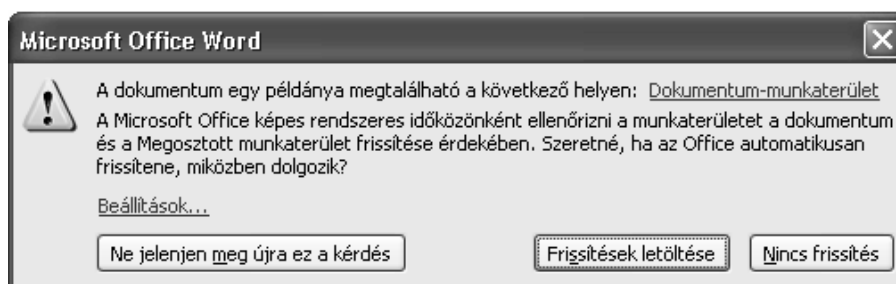 Microsoft Office Word
A dokumentum egy példánya megtalálható a következő helyen: Dokumentum-munkaterület
A Microsoft Office képes rendszeres időközönként ellenőrizni a munkaterületet a dokumentum
és a Megosztott munkaterület frissítése érdekében. Szeretné, ha az Office automatikusan
frissítene, miközben dolgozik?
Beállítások...
Ne jelenjen meg újra ez a kérdés Frissítések letöltése Nincs frissítés